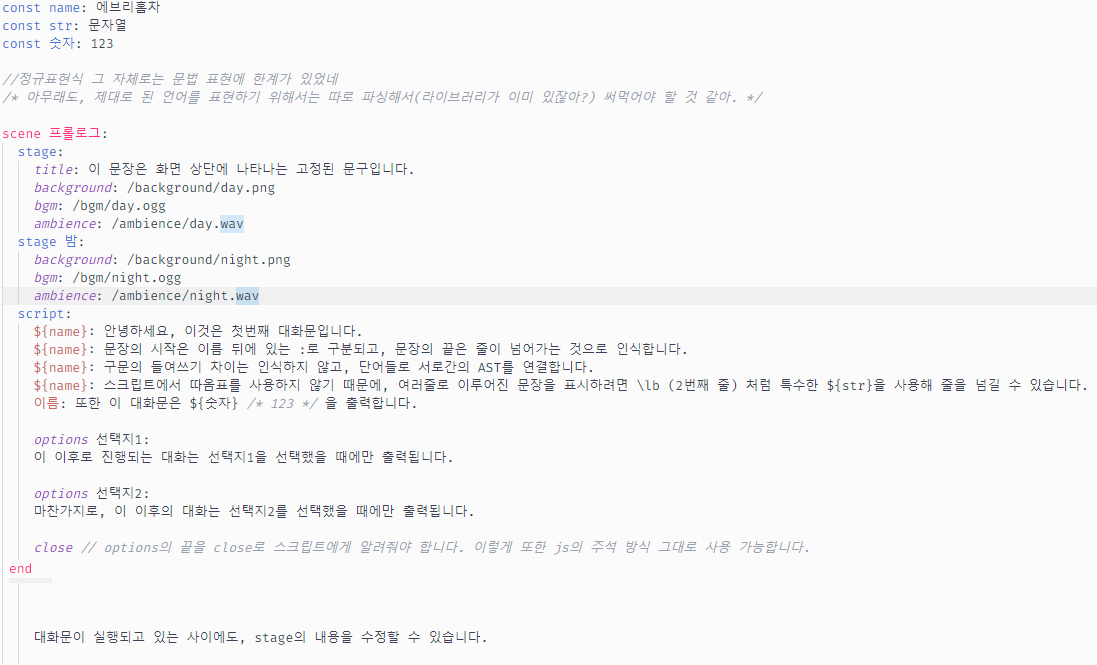 const name: 에브리홈자
const str: 문자열
const 숫자: 123
//정규표현식 그 자체로는 문법 표현에 한계가 있었네
/* 아무래도, 제대로 된 언어를 표현하기 위해서는 따로 파싱해서(라이브러리가 이미 있잖아?) 써먹어야 할 것 같아. */
scene 프롤로그:
stage:
title: 이 문장은 화면 상단에 나타나는 고정된 문구입니다.
background: /background/day.png
bgm: /bgm/day.ogg
ambience: /ambience/day.wav
stage 밤:
background: /background/night.png
bgm: /bgm/night.ogg
ambience: /ambience/night.wav
script:
${name}: 안녕하세요, 이것은 첫번째 대화문입니다.
${name}: 문장의 시작은 이름 뒤에 있는 :로 구분되고, 문장의 끝은 줄이 넘어가는 것으로 인식합니다.
${name}: 구문의 들여쓰기 차이는 인식하지 않고, 단어들로 서로간의 AST를 연결합니다.
${name}: 스크립트에서 따옴표를 사용하지 않기 때문에, 여러줄로 이루어진 문장을 표시하려면 \lb (2번째 줄) 처럼 특수한 ${str}을 사용해 줄을 넘길 수 있습니다.
이름: 또한 이 대화문은 ${숫자} /* 123 */ 을 출력합니다.
options 선택지1:
이 이후로 진행되는 대화는 선택지1을 선택했을 때에만 출력됩니다.
options 선택지2:
마찬가지로, 이 이후의 대화는 선택지2를 선택했을 때에만 출력됩니다.
close // options의 끝을 close로 스크립트에게 알려줘야 합니다. 이렇게 또한 js의 주석 방식 그대로 사용 가능합니다.
end
대화문이 실행되고 있는 사이에도, stage의 내용을 수정할 수 있습니다.